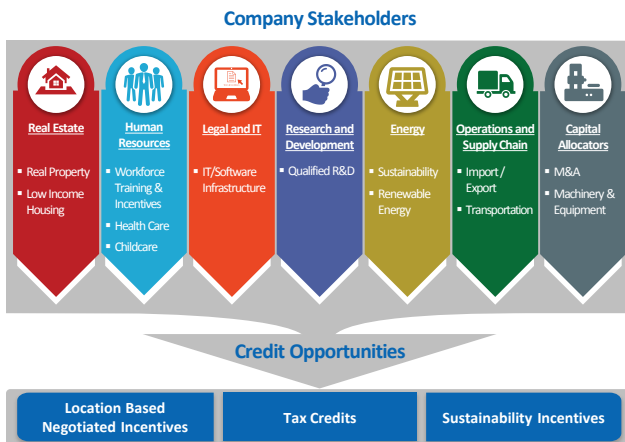 Company Stakeholders
Real Estate
▪ Real Property
▪ Low Income
Housing
Human
Resources
▪ Workforce
Training &
Incentives
▪ Health Care
▪ Childcare
Legal and IT
▪ IT/Software
Infrastructure
Research and
Development
▪ Qualified R&D
Energy
▪ Sustainability
▪ Renewable
Energy
Operations and
Supply Chain
▪ Import /
Export
▪ Transportation
Capital
Allocators
▪ M&A
▪ Machinery &
Equipment
Credit Opportunities
Location Based
Negotiated Incentives
Tax Credits
Sustainability Incentives